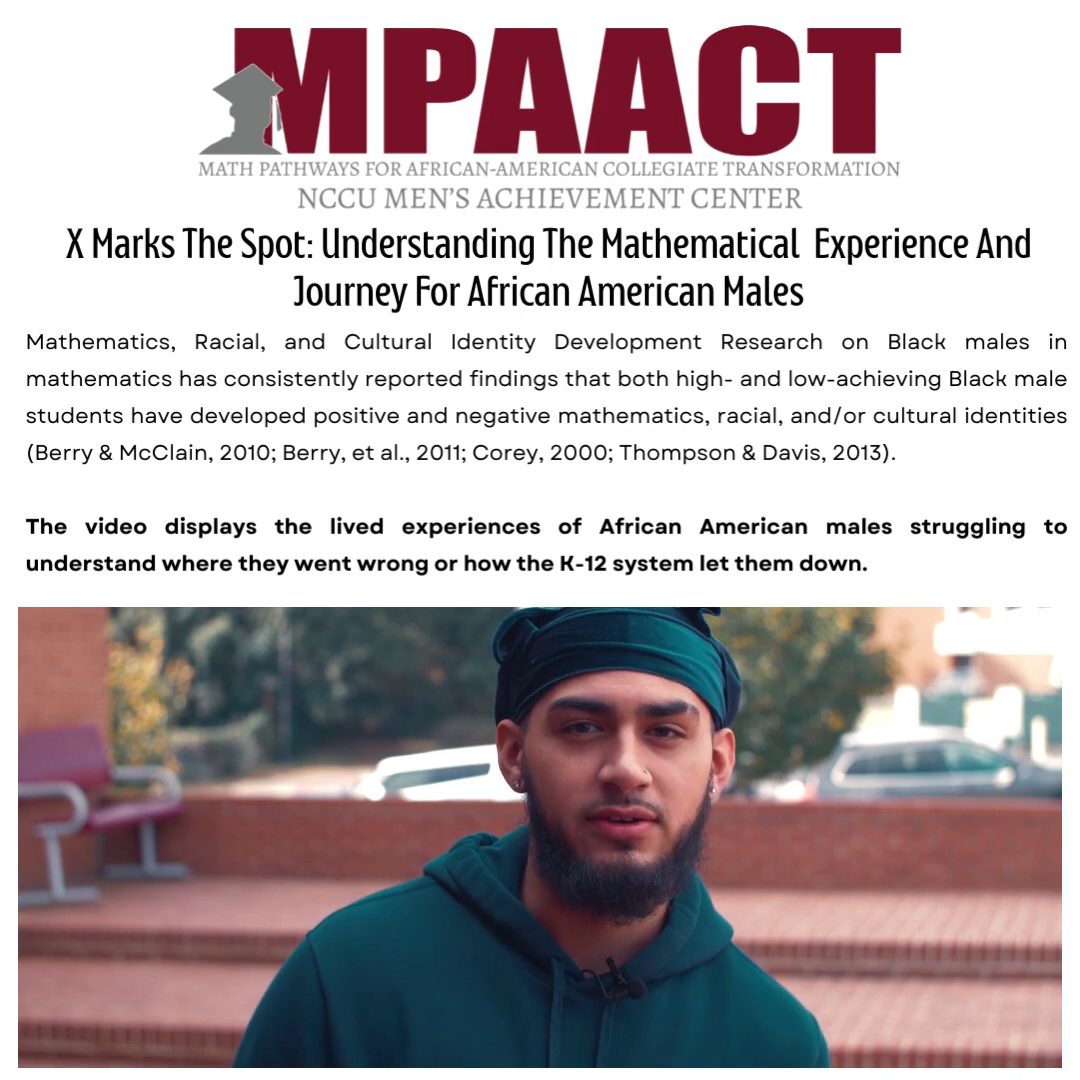 MPAACT
MATH PATHWAYS FOR AFRICAN-AMERICAN COLLEGIATE TRANSFORMATION
NCCU MEN'S ACHIEVEMENT CENTER
X Marks The Spot: Understanding The Mathematical Experience And
Journey For African American Males
Mathematics, Racial, and Cultural Identity Development Research on Black males in
mathematics has consistently reported findings that both high- and low-achieving Black male
students have developed positive and negative mathematics, racial, and/or cultural identities
(Berry & McClain, 2010; Berry, et al., 2011; Corey, 2000; Thompson & Davis, 2013).
The video displays the lived experiences of African American males struggling to
understand where they went wrong or how the K-12 system let them down.